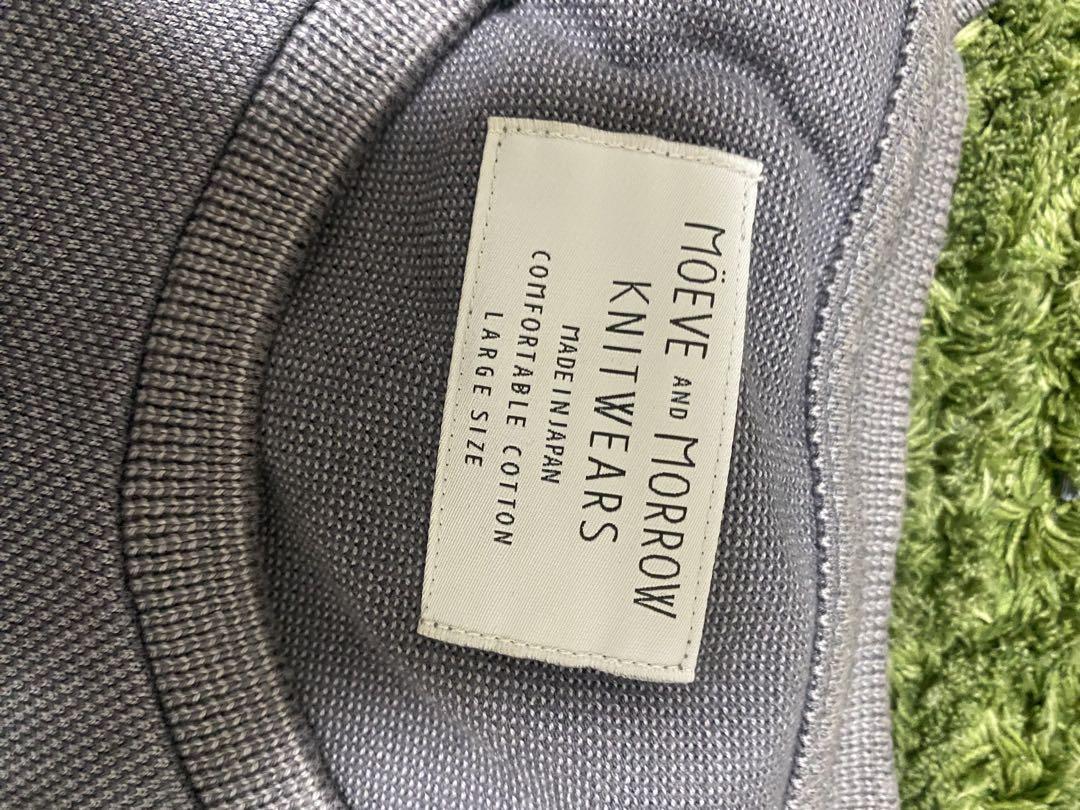 MÖEVE AND MORROW
KNITWEARS
MADE IN JAPAN
COMFORTABLE COTTON
LARGE SIZE